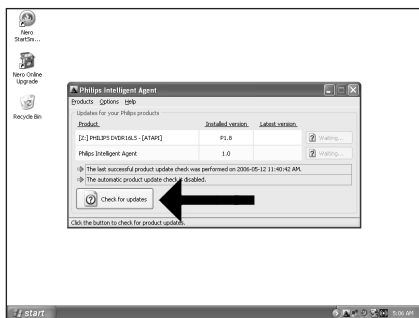 Nero
StartSm...
Nero Online
Upgrade
Recycle Bin
Philips Intelligent Agent
Products Options Help
Updates for your Philips products
Product Installed version Latest version
[Z:] PHILIPS DVDR16LS - [ATAPI] P1.8 Waiting...
Philips Intelligent Agent 1.0 Waiting...
The last successful product update check was performed on 2006-05-12 11:40:42 AM.
The automatic product update check is disabled.
Check for updates
Click the button to check for product updates.
start 5:06 AM